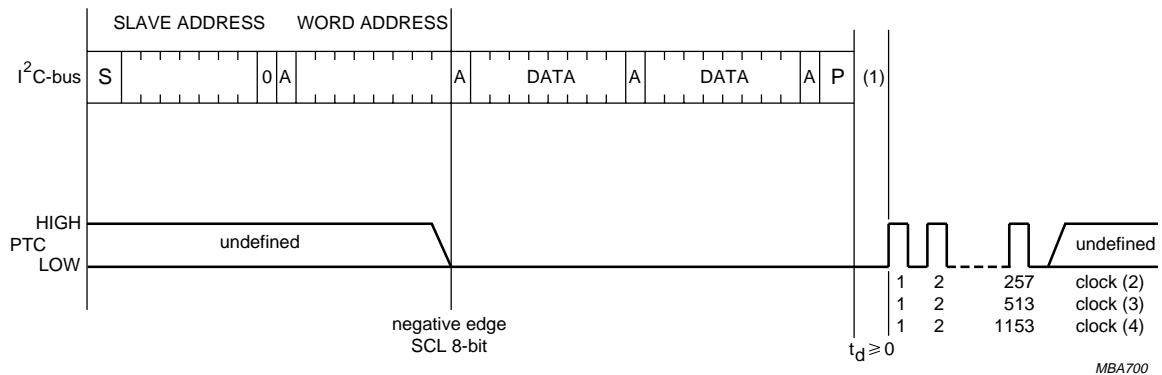 SLAVE ADDRESS WORD ADDRESS
I²C-bus S 0 A A DATA A DATA A P (1)
HIGH
PTC undefined undefined
LOW
1 2 257 clock (2)
1 2 513 clock (3)
1 2 1153 clock (4)
negative edge
SCL 8-bit
td ≥ 0
MBA700